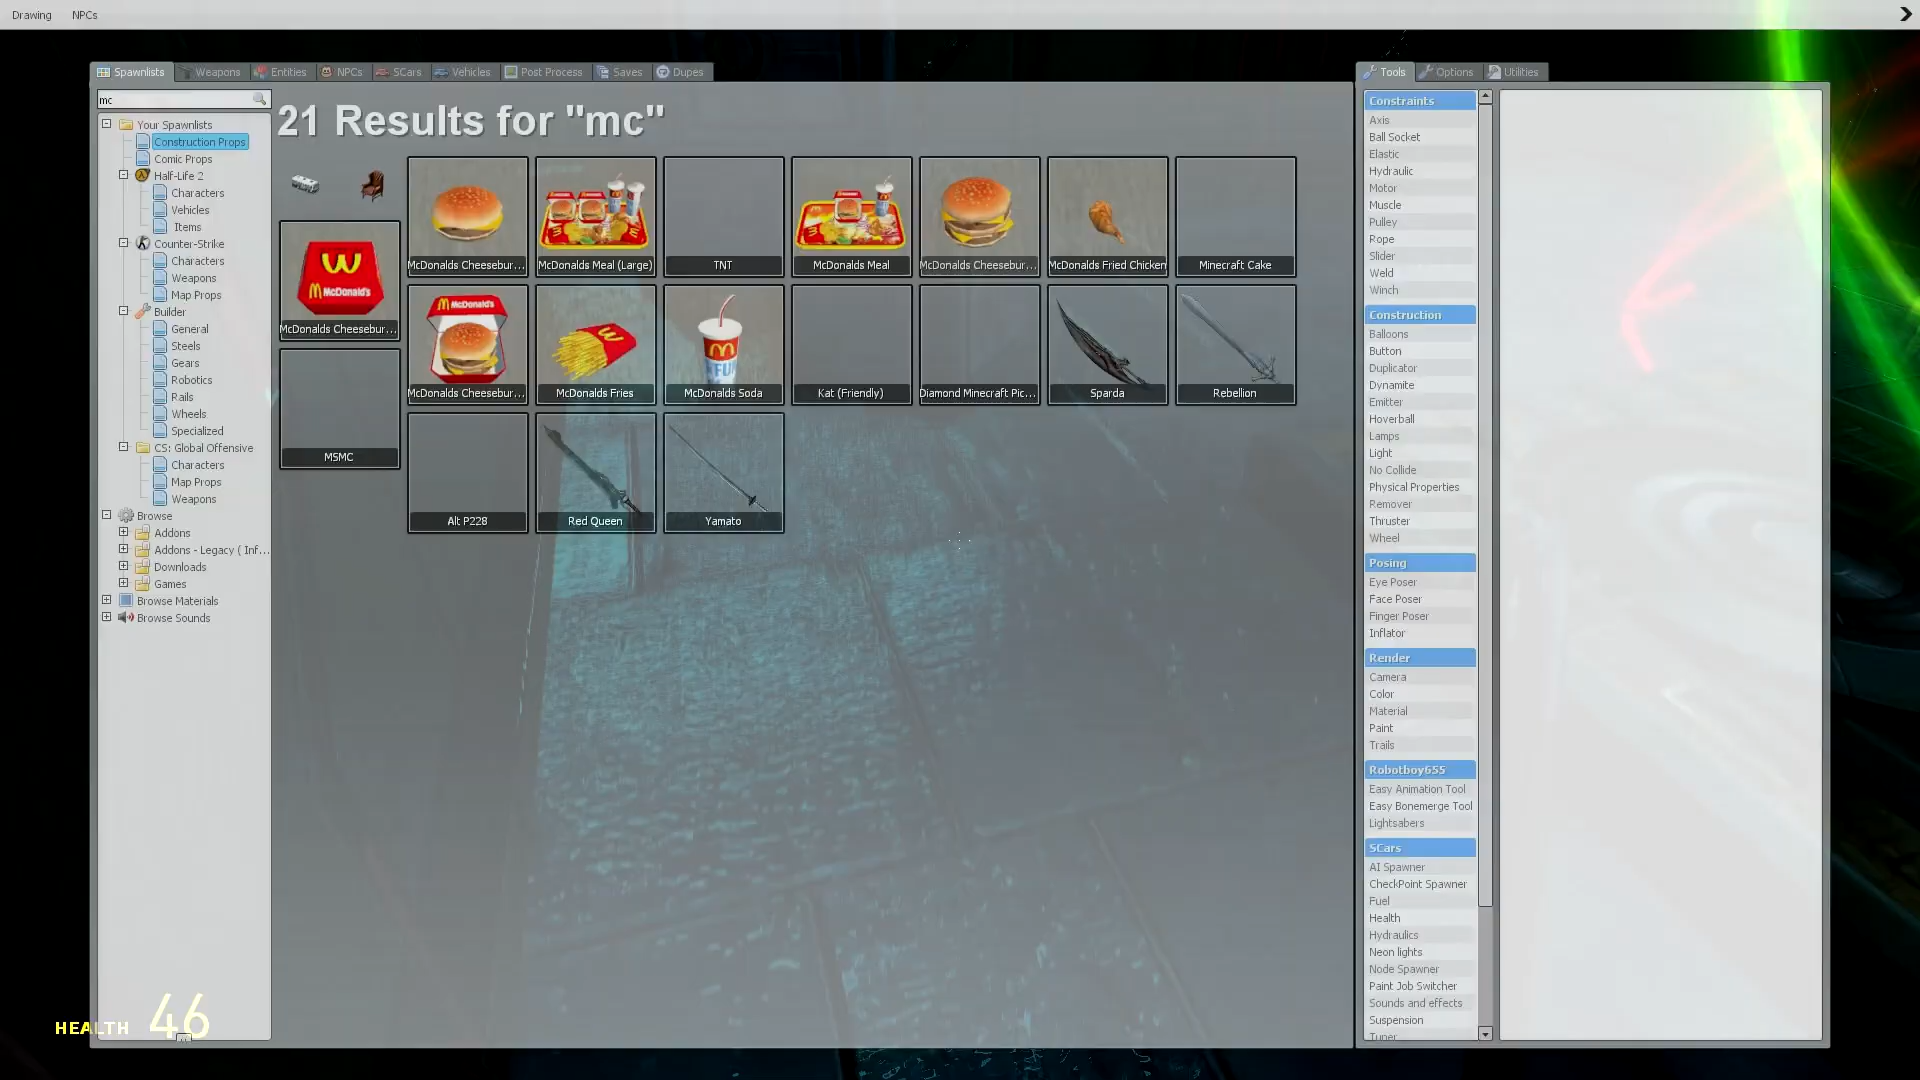 Drawing NPCs
Spawnlists Weapons Entities NPCs SCars Vehicles Post Process Saves Dupes
Tools Options Utilities
mc
Your Spawnlists
Construction Props
Comic Props
Half-Life 2
Characters
Vehicles
Items
Counter-Strike
Characters
Weapons
Map Props
Builder
General
Steels
Gears
Robotics
Rails
Wheels
Specialized
CS: Global Offensive
Characters
Map Props
Weapons
Browse
Addons
Addons - Legacy ( Inf...
Downloads
Games
Browse Materials
Browse Sounds
21 Results for "mc"
McDonalds Cheesebur... McDonalds Meal (Large) TNT McDonalds Meal McDonalds Cheesebur... McDonalds Fried Chicken Minecraft Cake
McDonald's
McDonalds Cheesebur...
McDonald's
McDonalds Cheesebur... McDonalds Fries McDonalds Soda Kat (Friendly) Diamond Minecraft Pic... Sparda Rebellion
MSMC
Alt P228 Red Queen Yamato
Constraints
Axis
Ball Socket
Elastic
Hydraulic
Motor
Muscle
Pulley
Rope
Slider
Weld
Winch
Construction
Balloons
Button
Duplicator
Dynamite
Emitter
Hoverball
Lamps
Light
No Collide
Physical Properties
Remover
Thruster
Wheel
Posing
Eye Poser
Face Poser
Finger Poser
Inflator
Render
Camera
Color
Material
Paint
Trails
Robotboy655
Easy Animation Tool
Easy Bonemerge Tool
Lightsabers
SCars
AI Spawner
CheckPoint Spawner
Fuel
Health
Hydraulics
Neon lights
Node Spawner
Paint Job Switcher
Sounds and effects
Suspension
Tuner
HEALTH 46